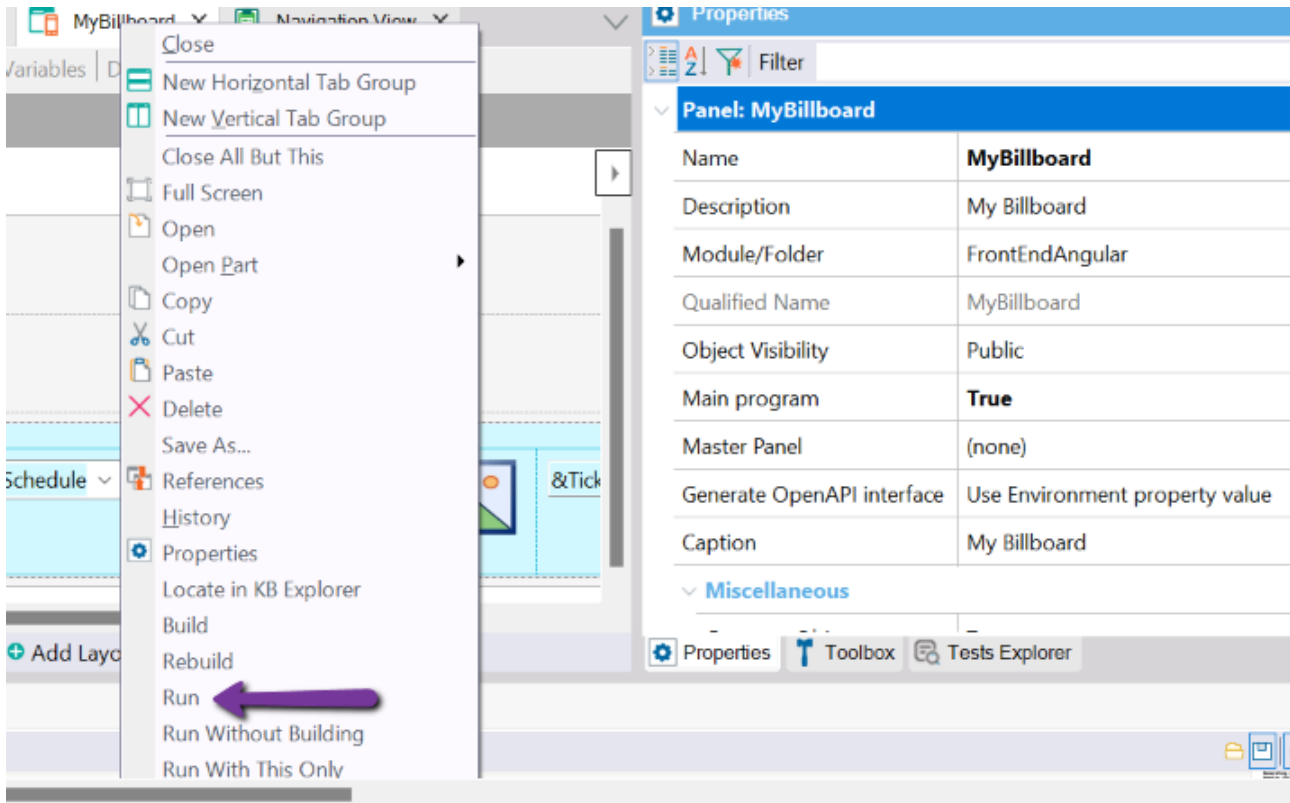 MyBillboard
Navigation View
Variables
Close
New Horizontal Tab Group
New Vertical Tab Group
Close All But This
Full Screen
Open
Open Part
Copy
Cut
Paste
Delete
Save As...
References
History
Properties
Locate in KB Explorer
Build
Rebuild
Run
Run Without Building
Run With This Only
Schedule
&Tick
Add Layo
Properties
Filter
Panel: MyBillboard
Name MyBillboard
Description My Billboard
Module/Folder FrontEndAngular
Qualified Name MyBillboard
Object Visibility Public
Main program True
Master Panel (none)
Generate OpenAPI interface Use Environment property value
Caption My Billboard
Miscellaneous
Properties Toolbox Tests Explorer